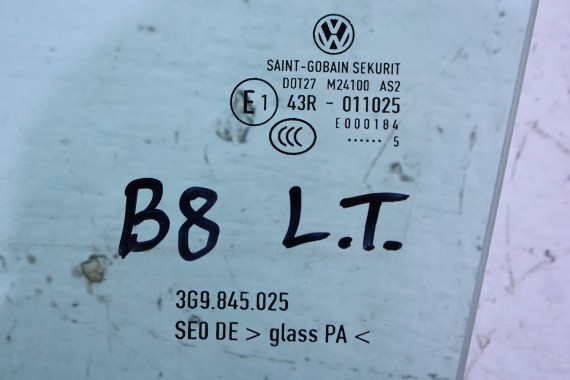 SAINT-GOBAIN SEKURIT
DOT27 M24100 AS2
E1 43R - 011025
E000184
CCC ...... 5
B8 L.T.
3G9.845.025
SEO DE > glass PA <